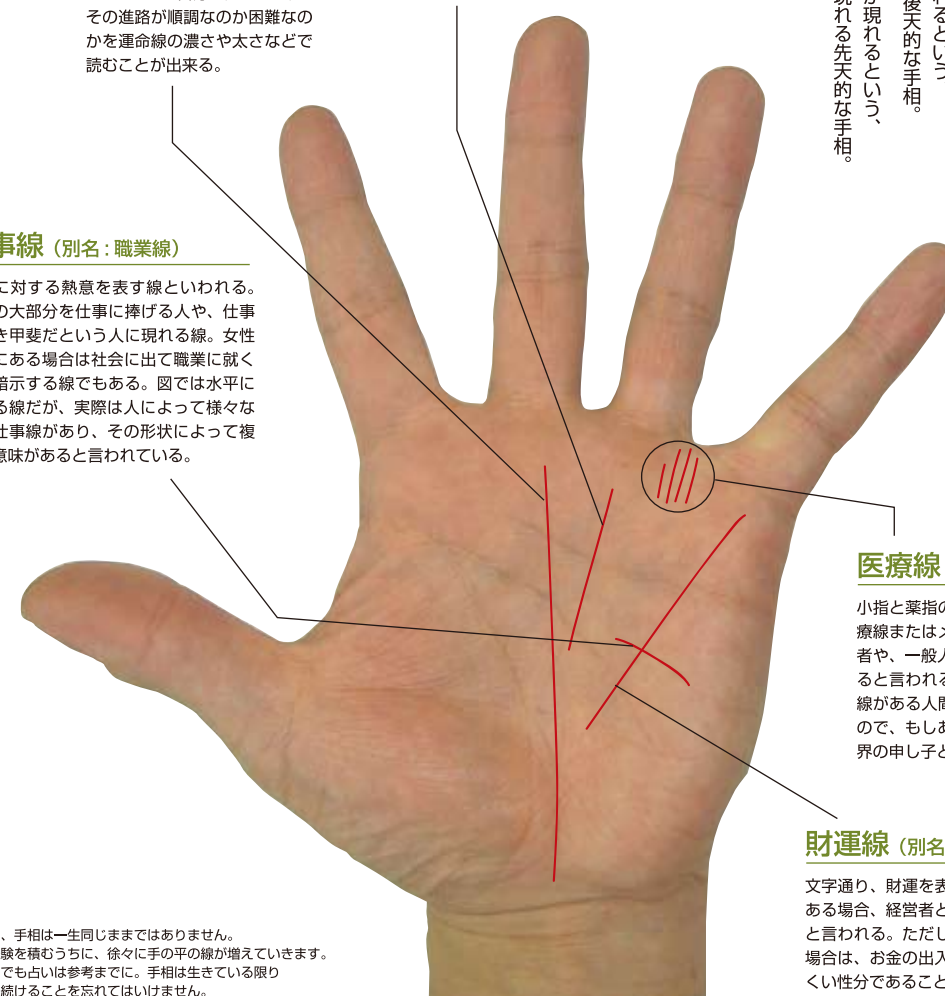 その進路が順調なのか困難なの
かを運命線の濃さや太さなどで
読むことが出来る。
れるという。
後天的な手相。
が現れるという、
現れる先天的な手相。
事線（別名：職業線）
に対する熱意を表す線といわれる。
の大部分を仕事に捧げる人や、仕事
き甲斐だという人に現れる線。女性
にある場合は社会に出て職業に就く
暗示する線でもある。図では水平に
る線だが、実際は人によって様々な
仕事線があり、その形状によって複
意味があると言われている。
医療線
小指と薬指の
療線または
者や、一般人
ると言われる
線がある人間
ので、もしあ
界の申し子と
財運線（別名
文字通り、財運を表
ある場合、経営者と
と言われる。ただし
場合は、お金の出入
くい性分であること
、手相は一生同じままではありません。
験を積むうちに、徐々に手の平の線が増えていきます。
でも占いは参考までに。手相は生きている限り
続けることを忘れてはいけません。